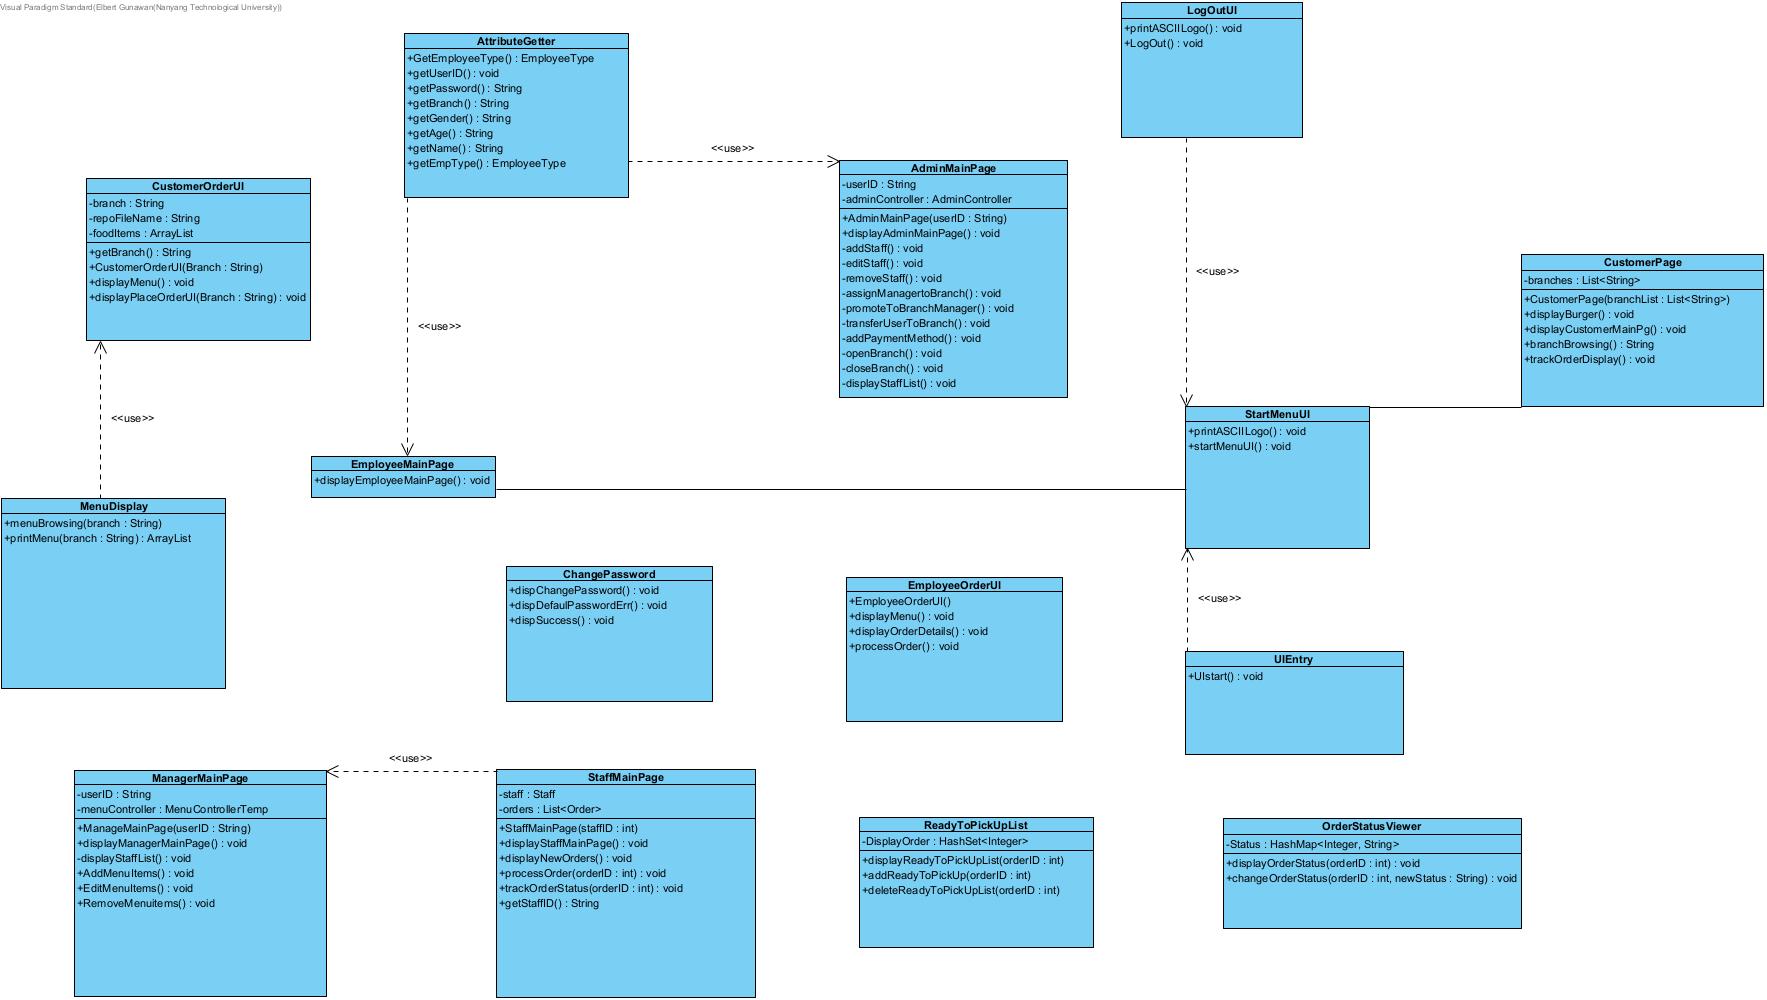 Visual Paradigm Standard(Elbert Gunawan(Nanyang Technological University))
LogOutUI
+printASCIILogo() : void
+LogOut() : void
AttributeGetter
+GetEmployeeType() : EmployeeType
+getUserID() : void
+getPassword() : String
+getBranch() : String
+getGender() : String
+getAge() : String
+getName() : String
+getEmpType() : EmployeeType
<<use>>
AdminMainPage
-userID : String
-adminController : AdminController
+AdminMainPage(userID : String)
+displayAdminMainPage() : void
-addStaff() : void
-editStaff() : void
-removeStaff() : void
-assignManagertoBranch() : void
-promoteToBranchManager() : void
-transferUserToBranch() : void
-addPaymentMethod() : void
-openBranch() : void
-closeBranch() : void
-displayStaffList() : void
CustomerOrderUI
-branch : String
-repoFileName : String
-foodItems : ArrayList
+getBranch() : String
+CustomerOrderUI(Branch : String)
+displayMenu() : void
+displayPlaceOrderUI(Branch : String) : void
<<use>>
<<use>>
CustomerPage
-branches : List<String>
+CustomerPage(branchList : List<String>)
+displayBurger() : void
+displayCustomerMainPg() : void
+branchBrowsing() : String
+trackOrderDisplay() : void
<<use>>
StartMenuUI
+printASCIILogo() : void
+startMenuUI() : void
EmployeeMainPage
+displayEmployeeMainPage() : void
MenuDisplay
+menuBrowsing(branch : String)
+printMenu(branch : String) : ArrayList
ChangePassword
+dispChangePassword() : void
+dispDefaulPasswordErr() : void
+dispSuccess() : void
EmployeeOrderUI
+EmployeeOrderUI()
+displayMenu() : void
+displayOrderDetails() : void
+processOrder() : void
<<use>>
UIEntry
+UIstart() : void
<<use>>
ManagerMainPage
-userID : String
-menuController : MenuControllerTemp
+ManageMainPage(userID : String)
+displayManagerMainPage() : void
-displayStaffList() : void
+AddMenuItems() : void
+EditMenuItems() : void
+RemoveMenuitems() : void
StaffMainPage
-staff : Staff
-orders : List<Order>
+StaffMainPage(staffID : int)
+displayStaffMainPage() : void
+displayNewOrders() : void
+processOrder(orderID : int) : void
+trackOrderStatus(orderID : int) : void
+getStaffID() : String
ReadyToPickUpList
-DisplayOrder : HashSet<Integer>
+displayReadyToPickUpList(orderID : int)
+addReadyToPickUp(orderID : int)
+deleteReadyToPickUpList(orderID : int)
OrderStatusViewer
-Status : HashMap<Integer, String>
+displayOrderStatus(orderID : int) : void
+changeOrderStatus(orderID : int, newStatus : String) : void